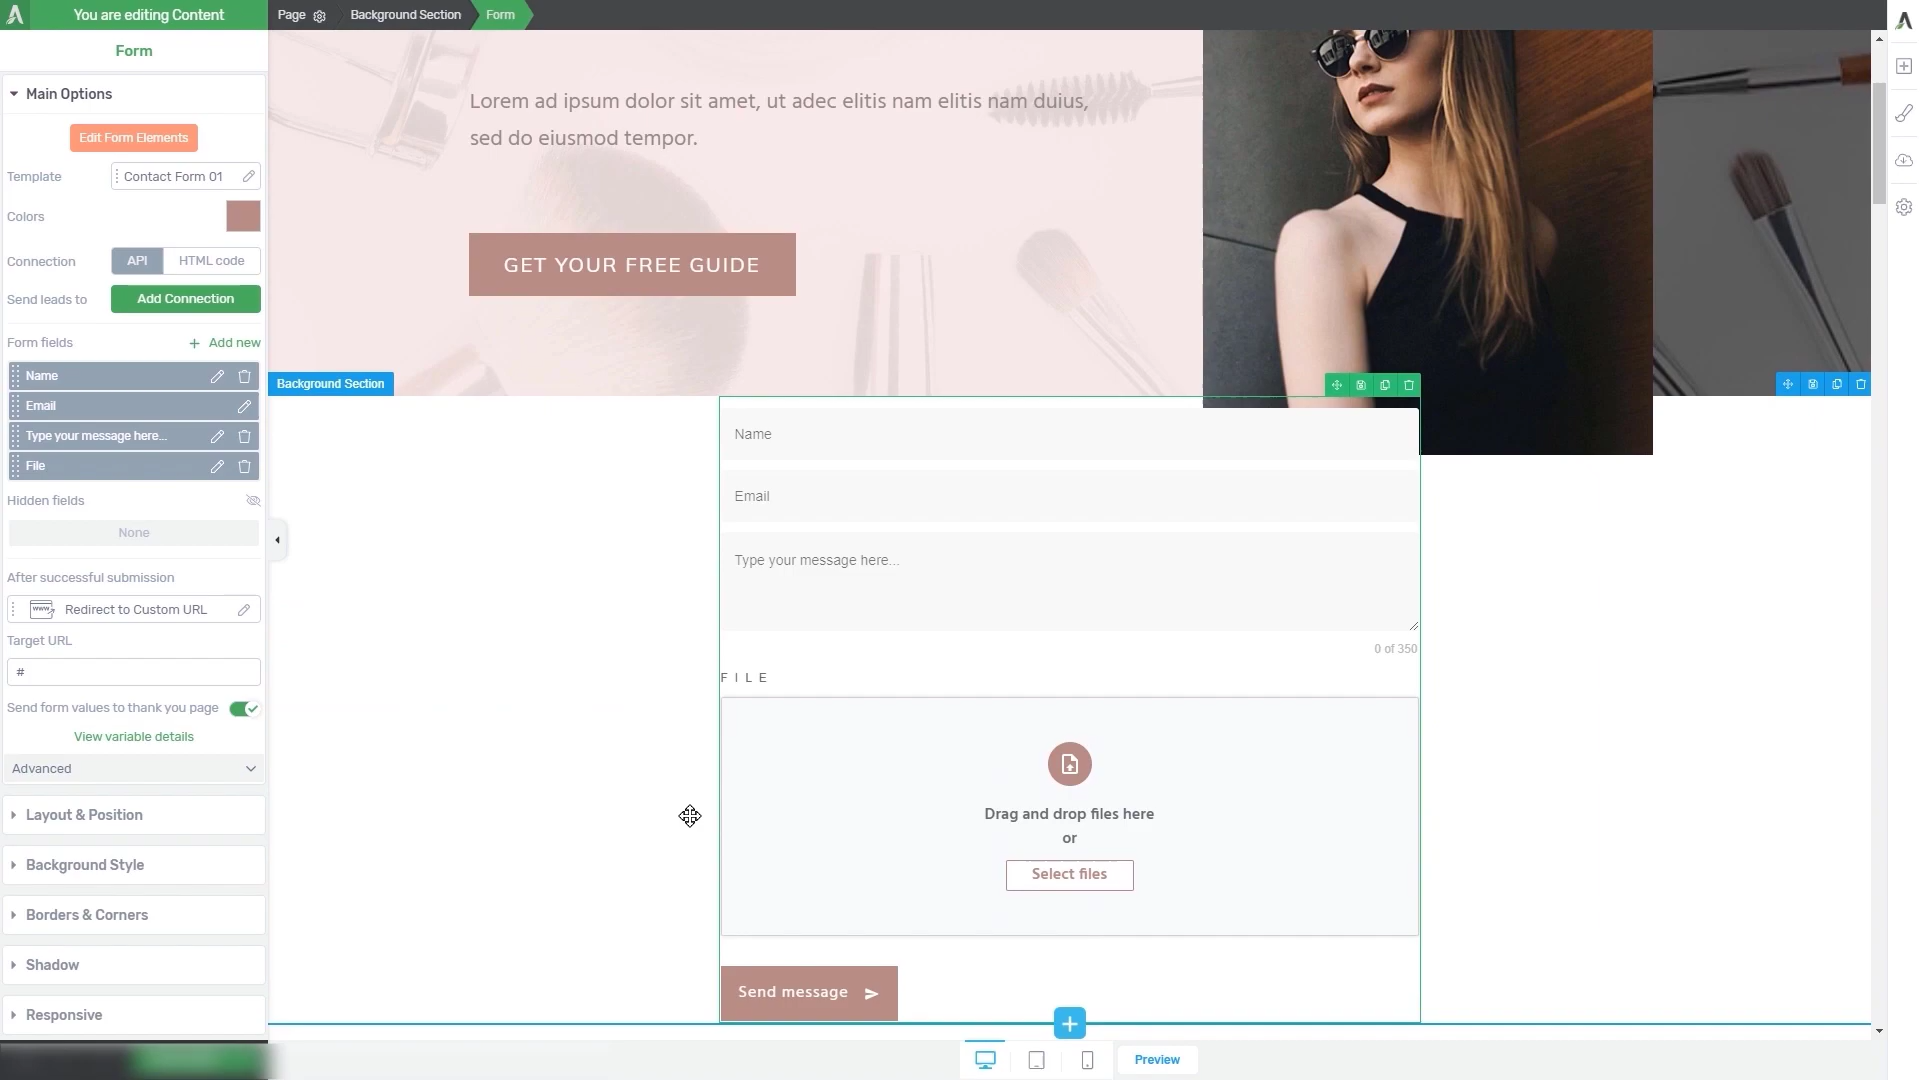 You are editing Content
Page
Background Section
Form
Form
Main Options
Edit Form Elements
Template
Contact Form 01
Colors
Connection
API
HTML code
Send leads to
Add Connection
Form fields
+ Add new
Name
Email
Type your message here...
File
Hidden fields
None
After successful submission
www
Redirect to Custom URL
Target URL
#
Send form values to thank you page
View variable details
Advanced
Layout & Position
Background Style
Borders & Corners
Shadow
Responsive
Lorem ad ipsum dolor sit amet, ut adec elitis nam elitis nam duius,
sed do eiusmod tempor.
GET YOUR FREE GUIDE
Background Section
Name
Email
Type your message here...
0 of 350
FILE
Drag and drop files here
or
Select files
Send message
Preview